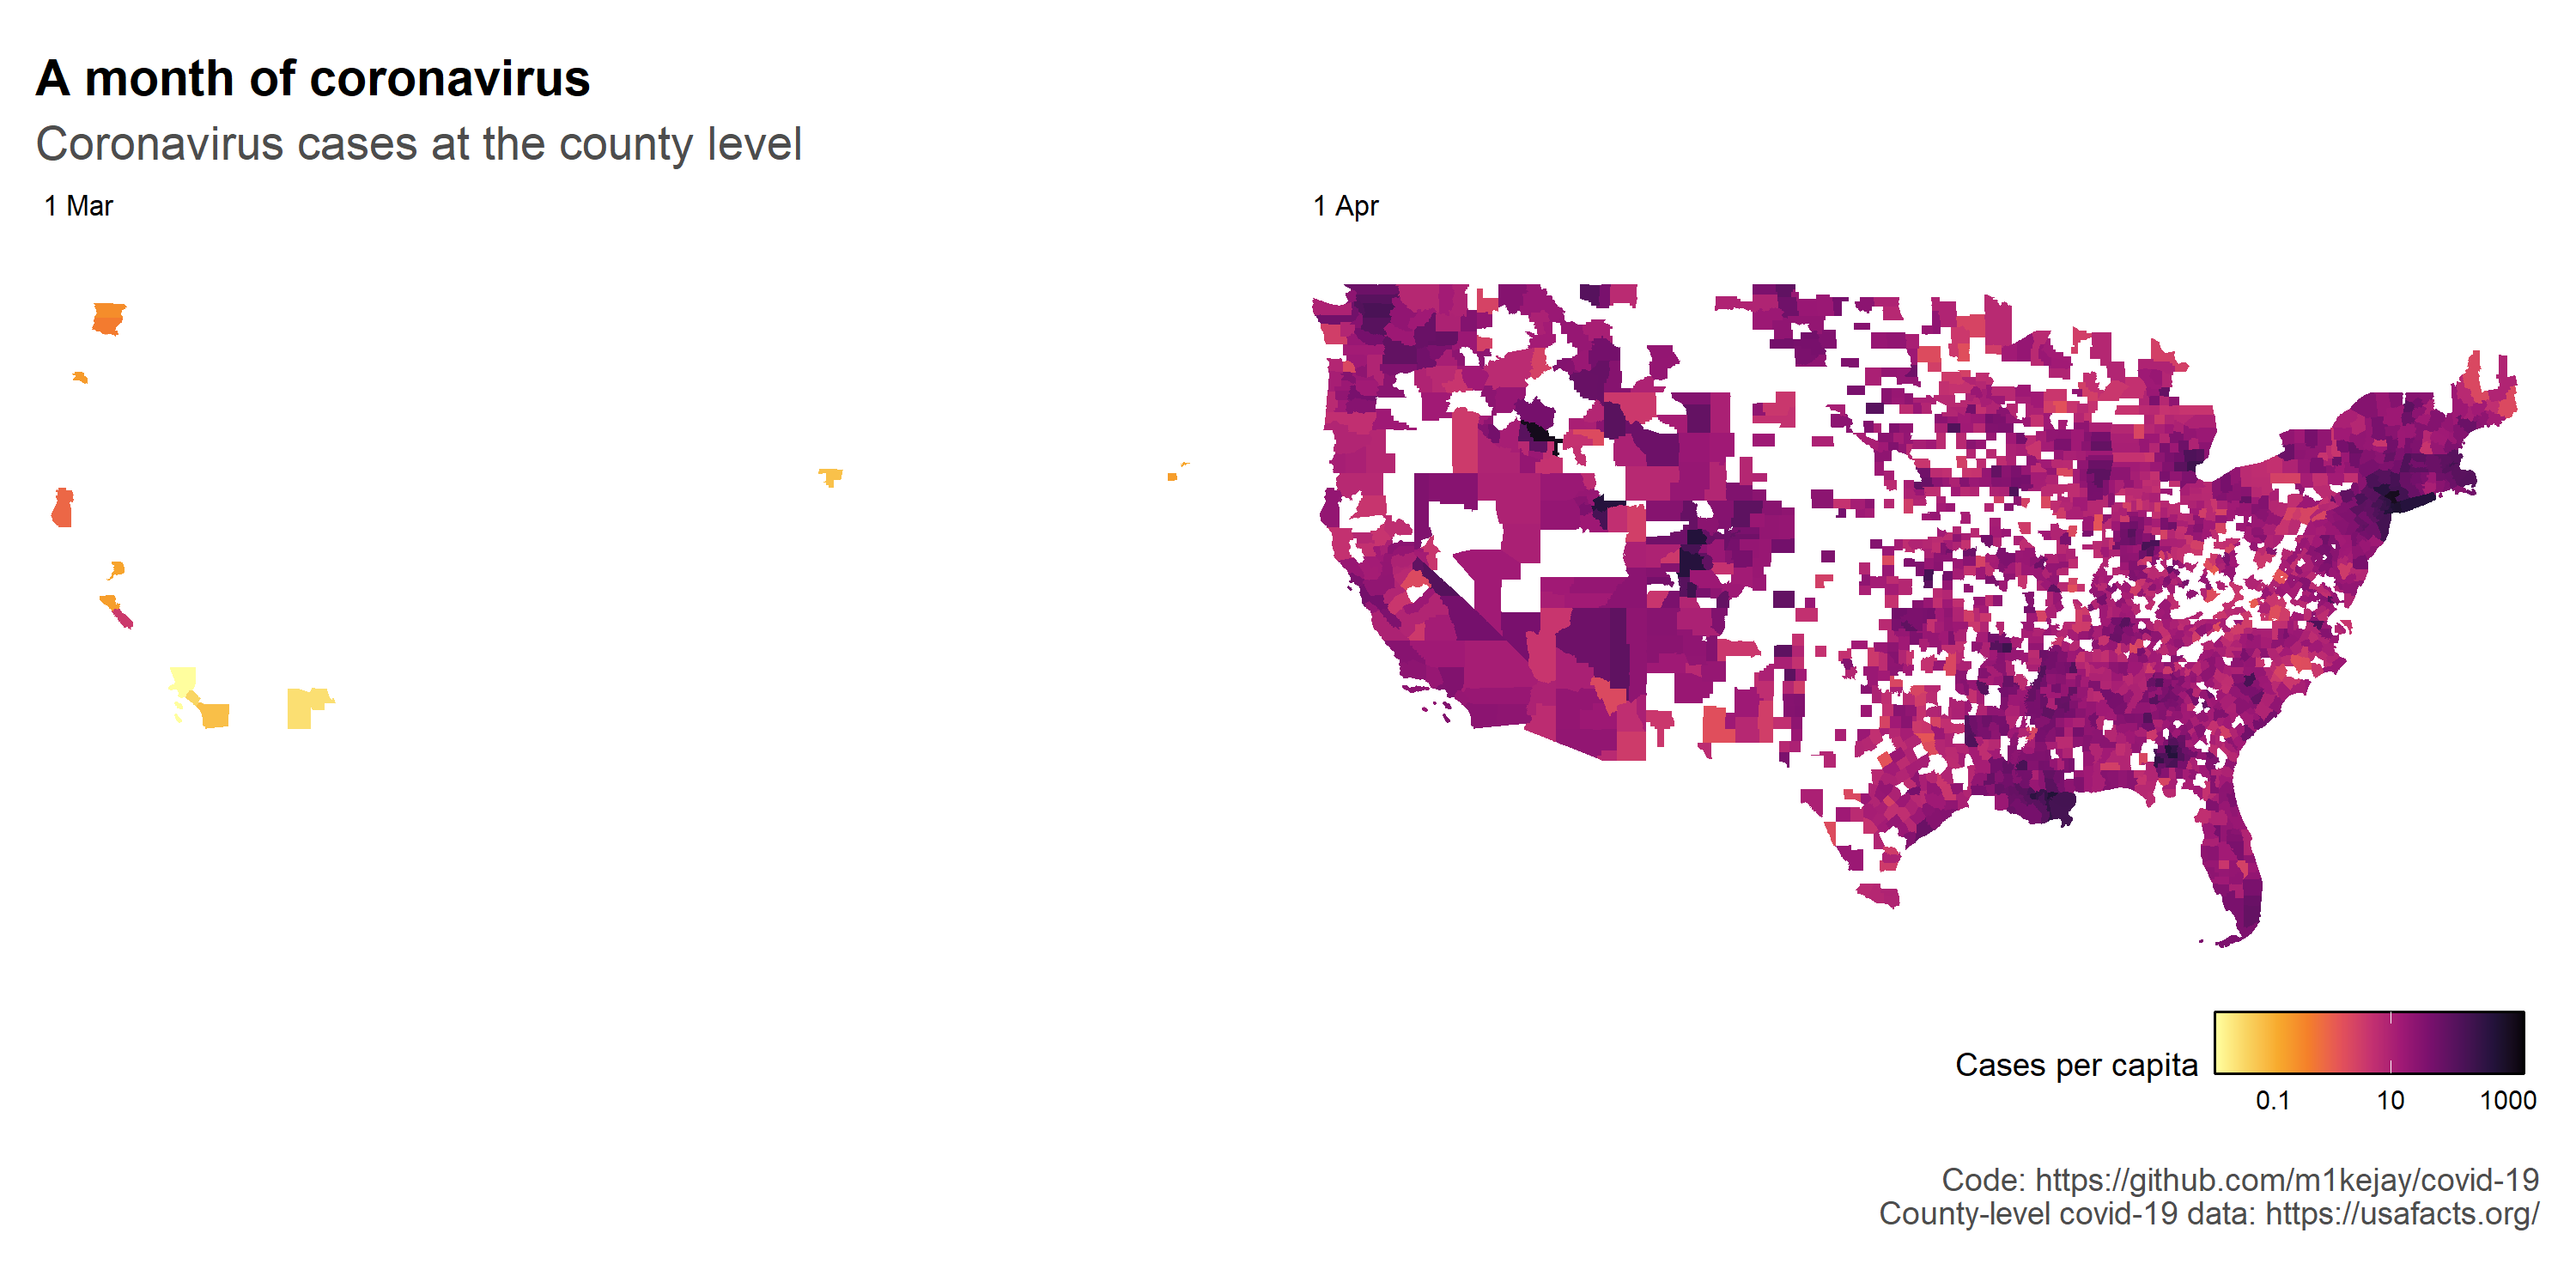 A month of coronavirus
Coronavirus cases at the county level
1 Mar
1 Apr
Cases per capita
0.1
10
1000
Code: https://github.com/m1kejay/covid-19
County-level covid-19 data: https://usafacts.org/